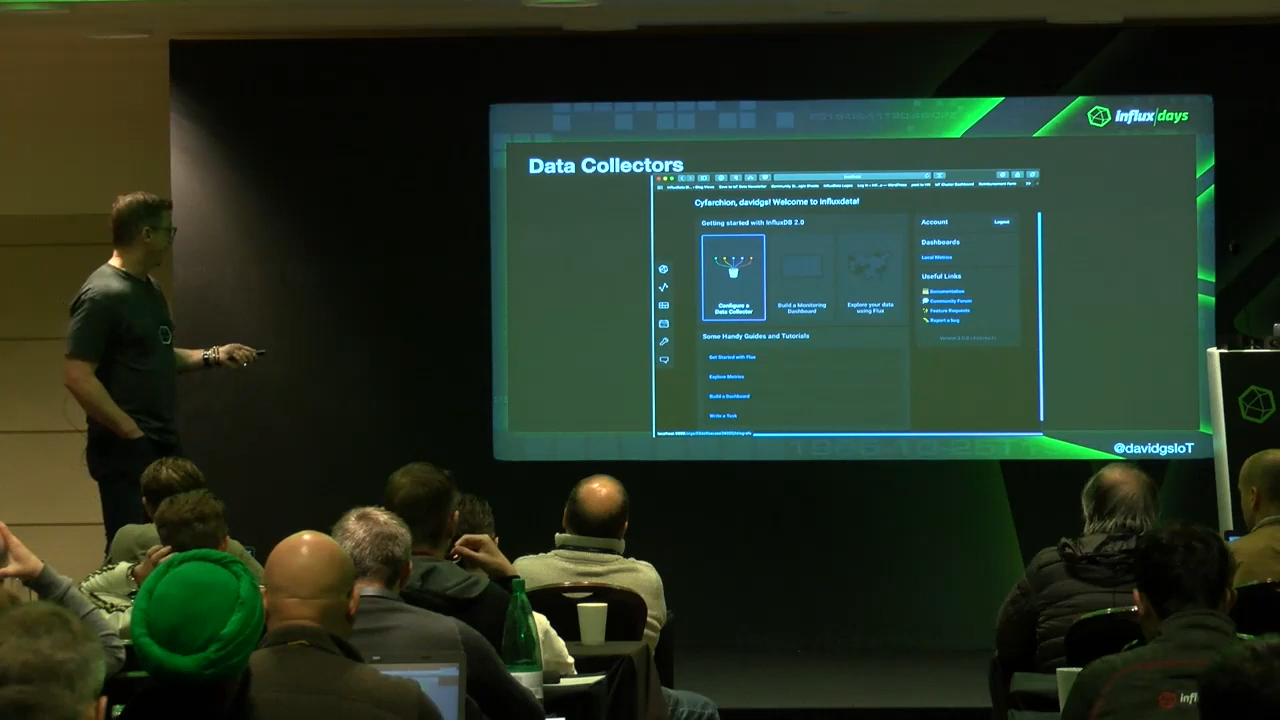 influx|days
Data Collectors
Cyfarchion, davidgs! Welcome to InfluxData!
Getting started with InfluxDB 2.0
Configure a
Data Collector
Build a Monitoring
Dashboard
Explore your data
using Flux
Account
Logout
Dashboards
Local Metrics
Useful Links
Documentation
Community Forum
Feature Requests
Report a bug
Some Handy Guides and Tutorials
Get Started with Flux
Explore Metrics
Build a Dashboard
Write a Task
@davidgsIoT